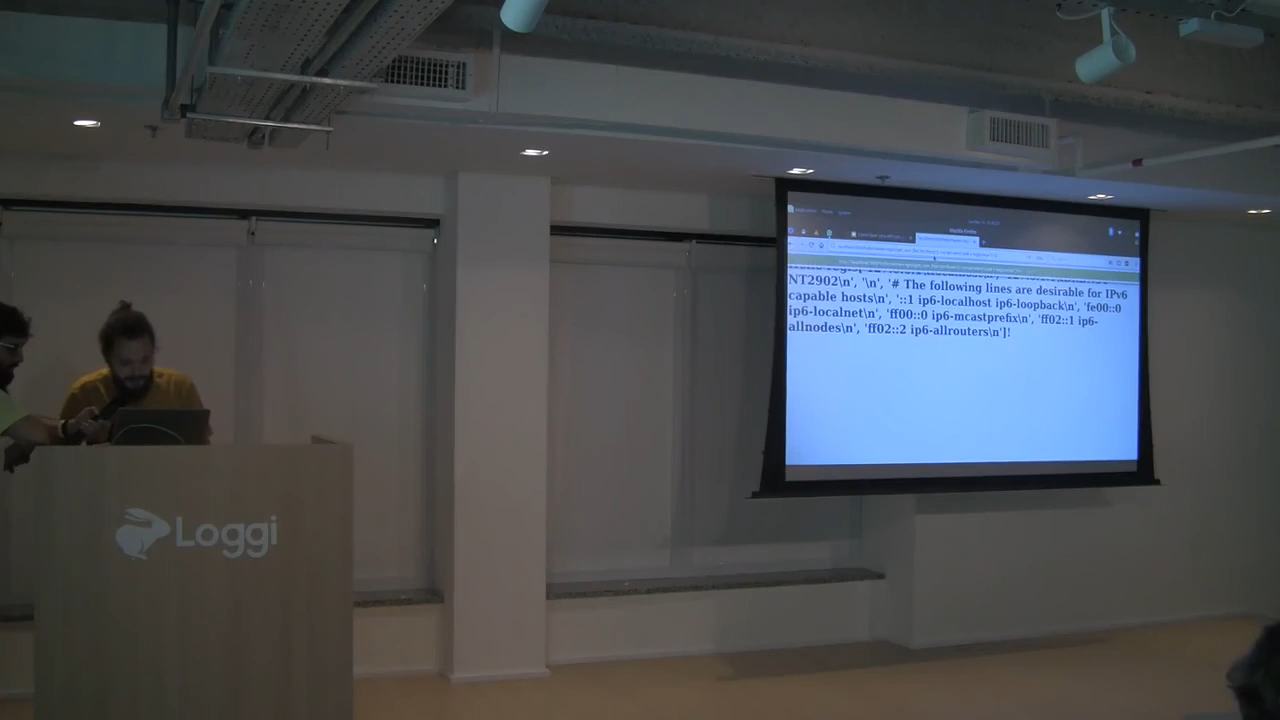 NT2902\n', '\n', '# The following lines are desirable for IPv6
capable hosts\n', '::1 ip6-localhost ip6-loopback\n', 'fe00::0
ip6-localnet\n', 'ff00::0 ip6-mcastprefix\n', 'ff02::1 ip6-
allnodes\n', 'ff02::2 ip6-allrouters\n']!
Loggi